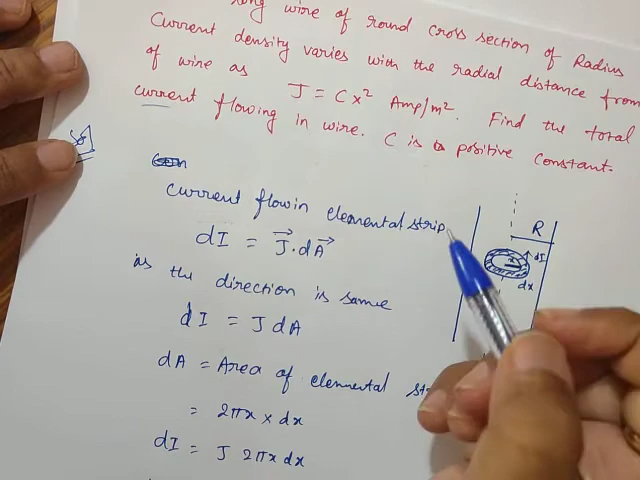 wire of round cross section of Radius
Current density varies with the radial distance from
of wire as J = Cx² Amp/m². Find the total
current flowing in wire. C is positive constant.
Sol
Current flow in elemental strip
dI = J⃗.dA⃗
as the direction is same
dI = J dA
dA = Area of elemental
= 2πx × dx
dI = J 2πx dx
R
dI
x
dx